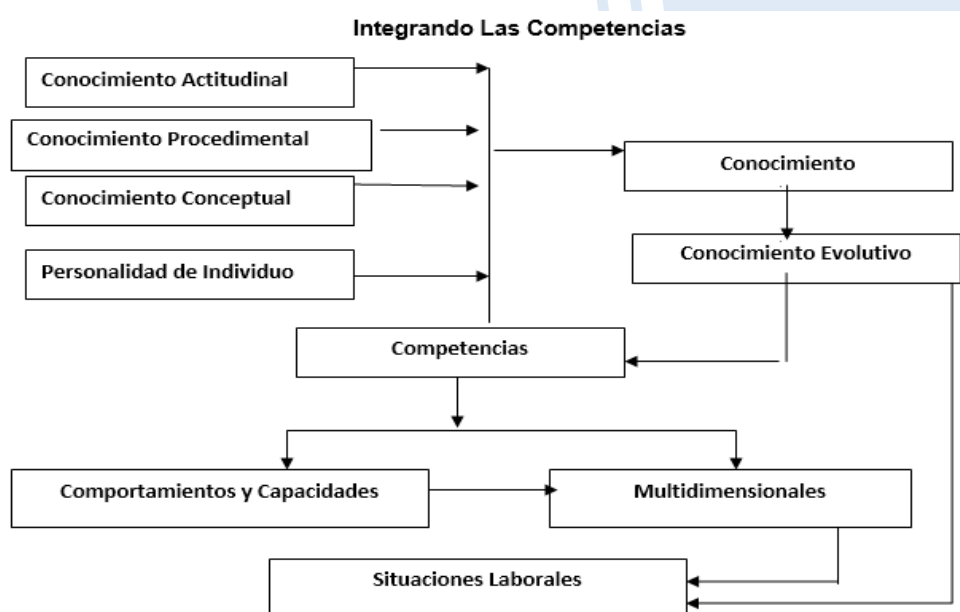 Integrando Las Competencias
Conocimiento Actitudinal
Conocimiento Procedimental
Conocimiento Conceptual
Personalidad de Individuo
Conocimiento
Conocimiento Evolutivo
Competencias
Comportamientos y Capacidades
Multidimensionales
Situaciones Laborales